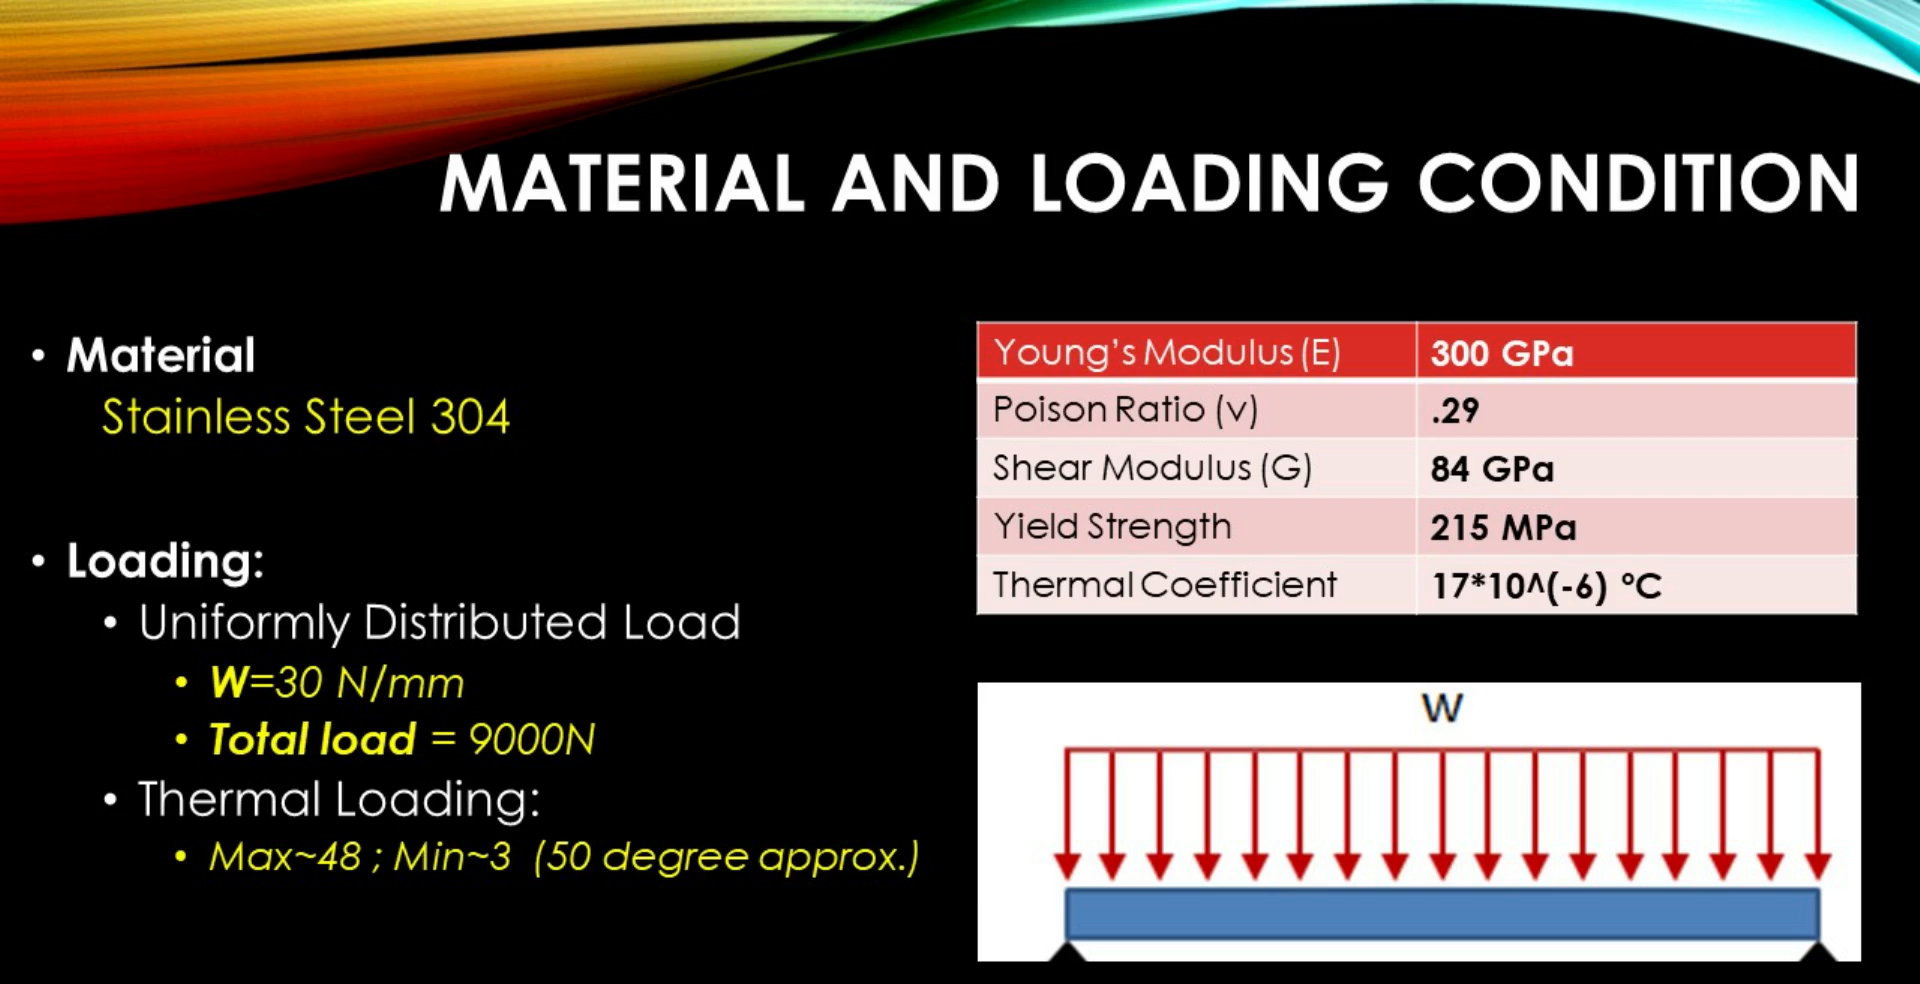 MATERIAL AND LOADING CONDITION
• Material
Stainless Steel 304
• Loading:
• Uniformly Distributed Load
• W=30 N/mm
• Total load = 9000N
• Thermal Loading:
• Max~48 ; Min~3 (50 degree approx.)
Young's Modulus (E) 300 GPa
Poison Ratio (v) .29
Shear Modulus (G) 84 GPa
Yield Strength 215 MPa
Thermal Coefficient 17*10^(-6) °C
W